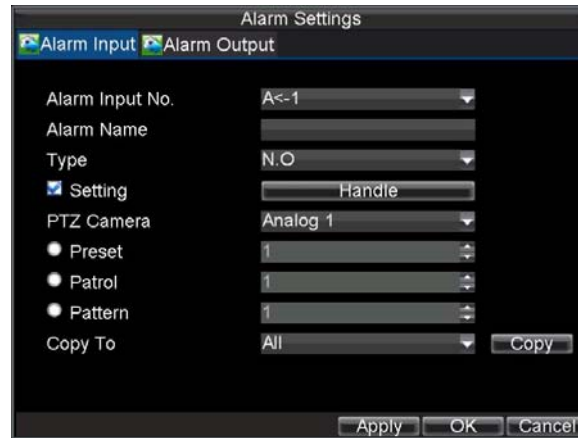 Alarm Settings
Alarm Input Alarm Output
Alarm Input No. A<-1
Alarm Name
Type N.O
Setting Handle
PTZ Camera Analog 1
Preset 1
Patrol 1
Pattern 1
Copy To All Copy
Apply OK Cancel